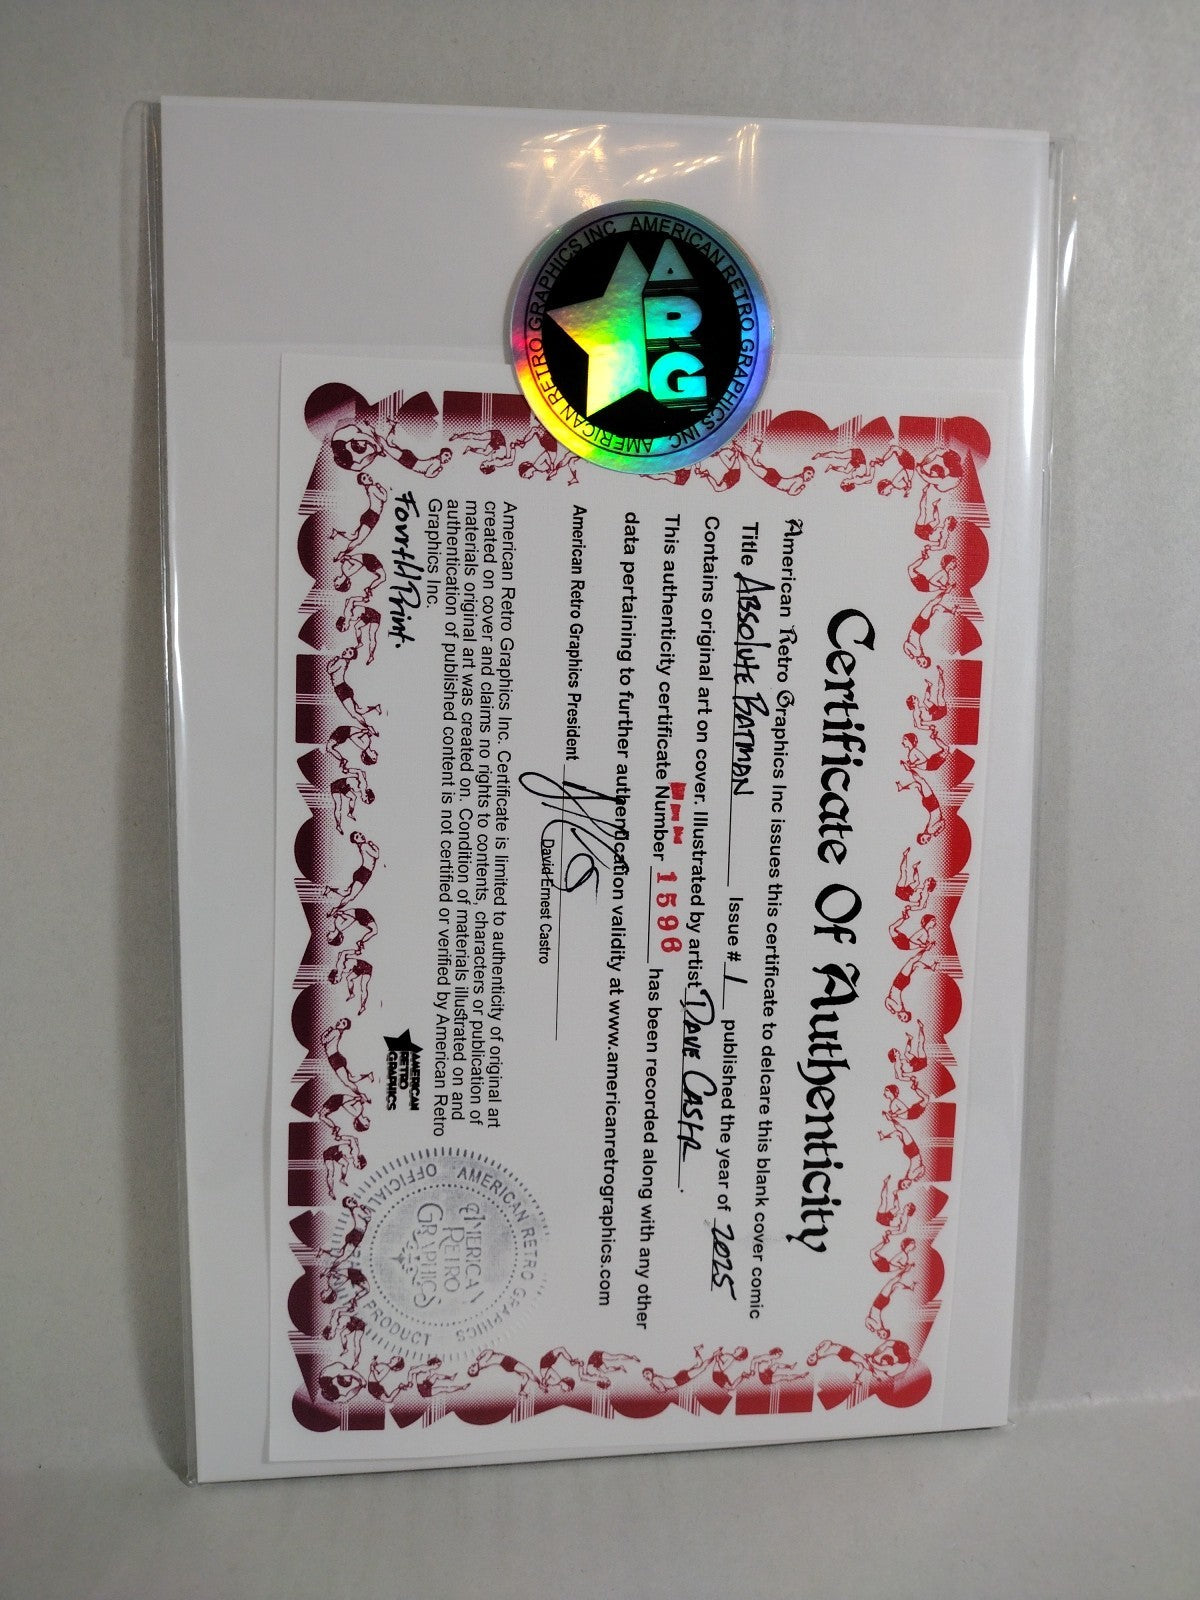 AMERICAN RETRO GRAPHICS INC. AMERICAN RETRO GRAPHICS INC
ARG
Certificate Of Authenticity
American Retro Graphics Inc issues this certificate to delcare this blank cover comic
Title ABSOLUTE BATMAN Issue # 1 published the year of 2025
Contains original art on cover. Illustrated by artist DAVE CASTR.
This authenticity certificate Number 1596 has been recorded along with any other
data pertaining to further authentication validity at www.americanretrographics.com
American Retro Graphics President
David Ernest Castro
American Retro Graphics Inc. Certificate is limited to authenticity of original art
created on cover and claims no rights to contents, characters or publication of
materials original art was created on. Condition of materials illustrated on and
authentication of published content is not certified or verified by American Retro
Graphics Inc.
Fourth Print.
AMERICAN
RETRO
GRAPHICS
AMERICAN RETRO GRAPHICS
OFFICIAL PRODUCT
AMERICAN
RETRO
GRAPHICS